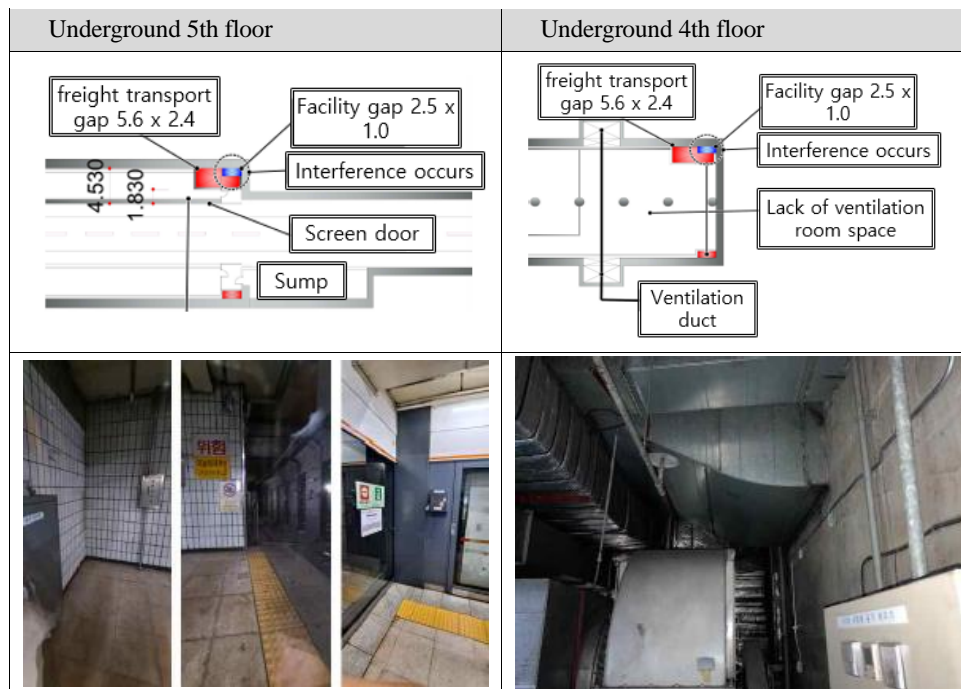 Underground 5th floor
Underground 4th floor
freight transport
gap 5.6 x 2.4
Facility gap 2.5 x
1.0
Interference occurs
4.530
1.830
Screen door
Sump
freight transport
gap 5.6 x 2.4
Facility gap 2.5 x
1.0
Interference occurs
Lack of ventilation
room space
Ventilation
duct
위험